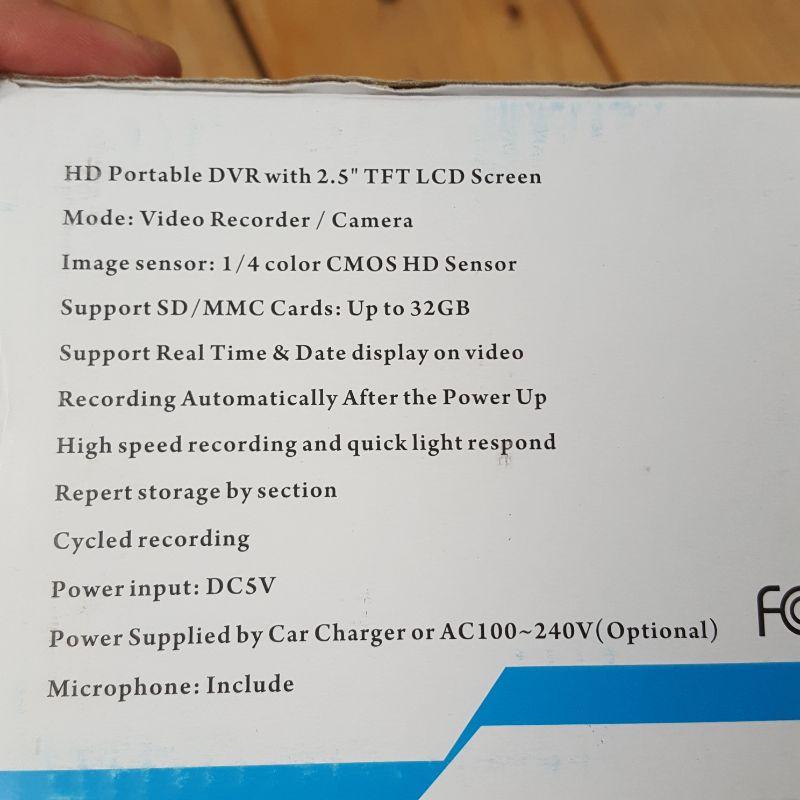 HD Portable DVR with 2.5" TFT LCD Screen
Mode: Video Recorder / Camera
Image sensor: 1/4 color CMOS HD Sensor
Support SD/MMC Cards: Up to 32GB
Support Real Time & Date display on video
Recording Automatically After the Power Up
High speed recording and quick light respond
Repert storage by section
Cycled recording
Power input: DC5V
Power Supplied by Car Charger or AC100~240V(Optional)
Microphone: Include